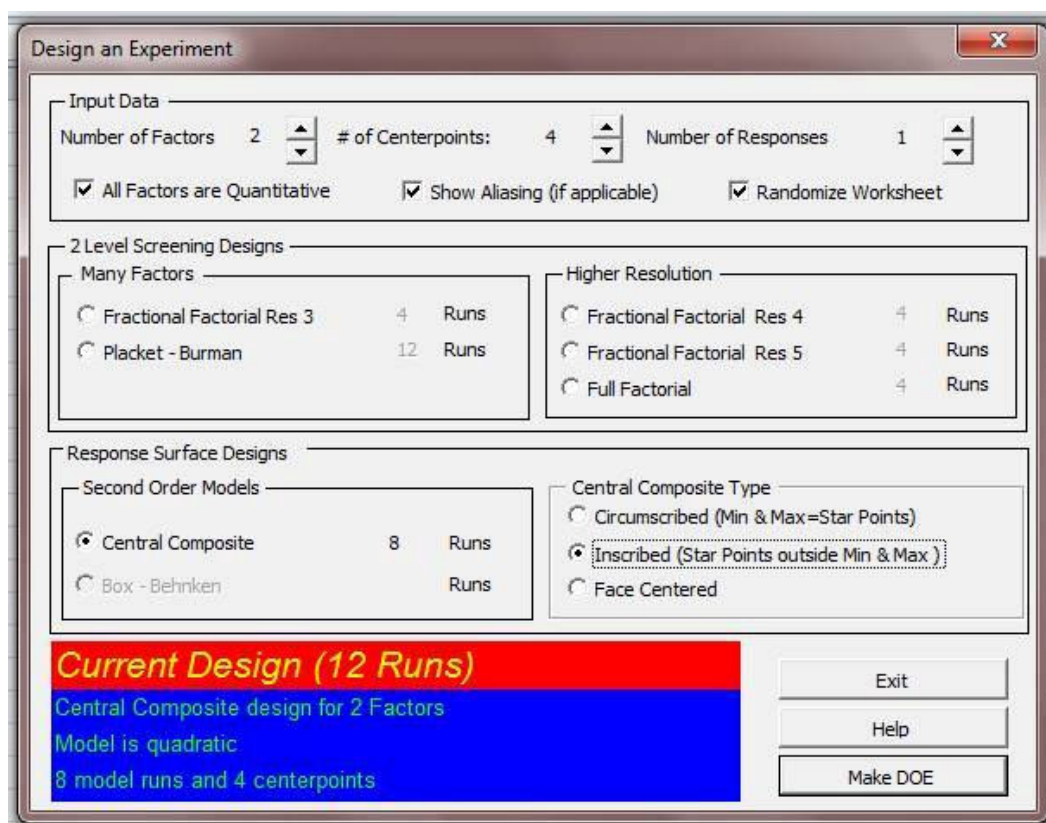 Design an Experiment
Input Data
Number of Factors 2 # of Centerpoints: 4 Number of Responses 1
All Factors are Quantitative Show Aliasing (if applicable) Randomize Worksheet
2 Level Screening Designs
Many Factors
Fractional Factorial Res 3 4 Runs
Placket - Burman 12 Runs
Higher Resolution
Fractional Factorial Res 4 4 Runs
Fractional Factorial Res 5 4 Runs
Full Factorial 4 Runs
Response Surface Designs
Second Order Models
Central Composite 8 Runs
Box - Behnken Runs
Central Composite Type
Circumscribed (Min & Max=Star Points)
Inscribed (Star Points outside Min & Max )
Face Centered
Current Design (12 Runs)
Central Composite design for 2 Factors
Model is quadratic
8 model runs and 4 centerpoints
Exit
Help
Make DOE